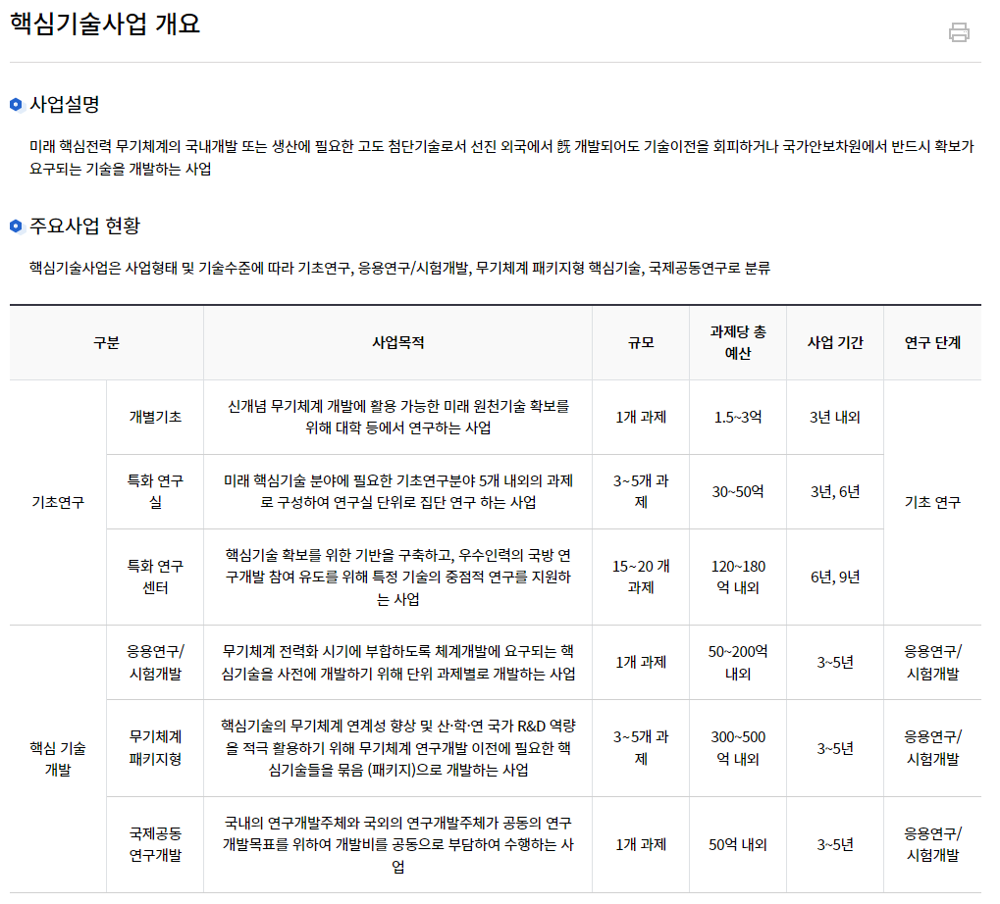 핵심기술사업 개요
사업설명
미래 핵심전력 무기체계의 국내개발 또는 생산에 필요한 고도 첨단기술로서 선진 외국에서 旣 개발되어도 기술이전을 회피하거나 국가안보차원에서 반드시 확보가
요구되는 기술을 개발하는 사업
주요사업 현황
핵심기술사업은 사업형태 및 기술수준에 따라 기초연구, 응용연구/시험개발, 무기체계 패키지형 핵심기술, 국제공동연구로 분류
구분
사업목적
규모
과제당 총
예산
사업 기간
연구 단계
기초연구
개별기초
신개념 무기체계 개발에 활용 가능한 미래 원천기술 확보를
위해 대학 등에서 연구하는 사업
1개 과제
1.5~3억
3년 내외
기초 연구
특화 연구
실
미래 핵심기술 분야에 필요한 기초연구분야 5개 내외의 과제
로 구성하여 연구실 단위로 집단 연구 하는 사업
3~5개 과
제
30~50억
3년, 6년
특화 연구
센터
핵심기술 확보를 위한 기반을 구축하고, 우수인력의 국방 연
구개발 참여 유도를 위해 특정 기술의 중점적 연구를 지원하
는 사업
15~20 개
과제
120~180
억 내외
6년, 9년
핵심 기술
개발
응용연구/
시험개발
무기체계 전력화 시기에 부합하도록 체계개발에 요구되는 핵
심기술을 사전에 개발하기 위해 단위 과제별로 개발하는 사업
1개 과제
50~200억
내외
3~5년
응용연구/
시험개발
무기체계
패키지형
핵심기술의 무기체계 연계성 향상 및 산·학·연 국가 R&D 역량
을 적극 활용하기 위해 무기체계 연구개발 이전에 필요한 핵
심기술들을 묶음 (패키지)으로 개발하는 사업
3~5개 과
제
300~500
억 내외
3~5년
응용연구/
시험개발
국제공동
연구개발
국내의 연구개발주체와 국외의 연구개발주체가 공동의 연구
개발목표를 위하여 개발비를 공동으로 부담하여 수행하는 사
업
1개 과제
50억 내외
3~5년
응용연구/
시험개발